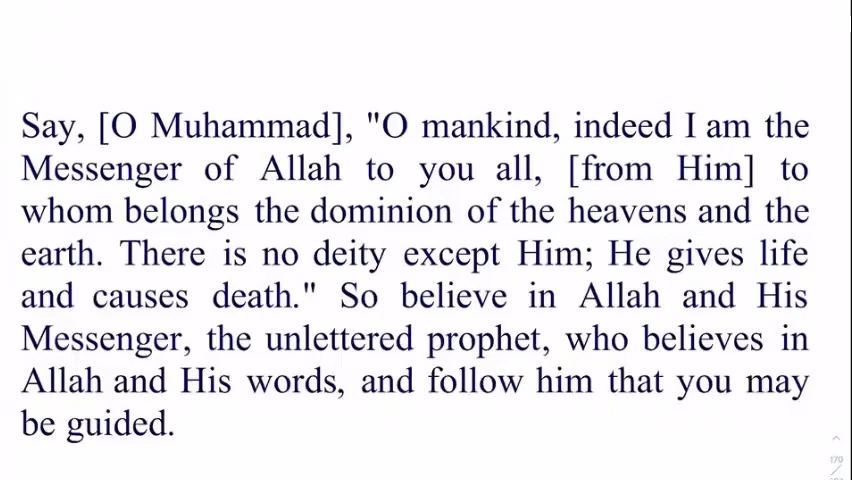 Say, [O Muhammad], "O mankind, indeed I am the
Messenger of Allah to you all, [from Him] to
whom belongs the dominion of the heavens and the
earth. There is no deity except Him; He gives life
and causes death." So believe in Allah and His
Messenger, the unlettered prophet, who believes in
Allah and His words, and follow him that you may
be guided.
170